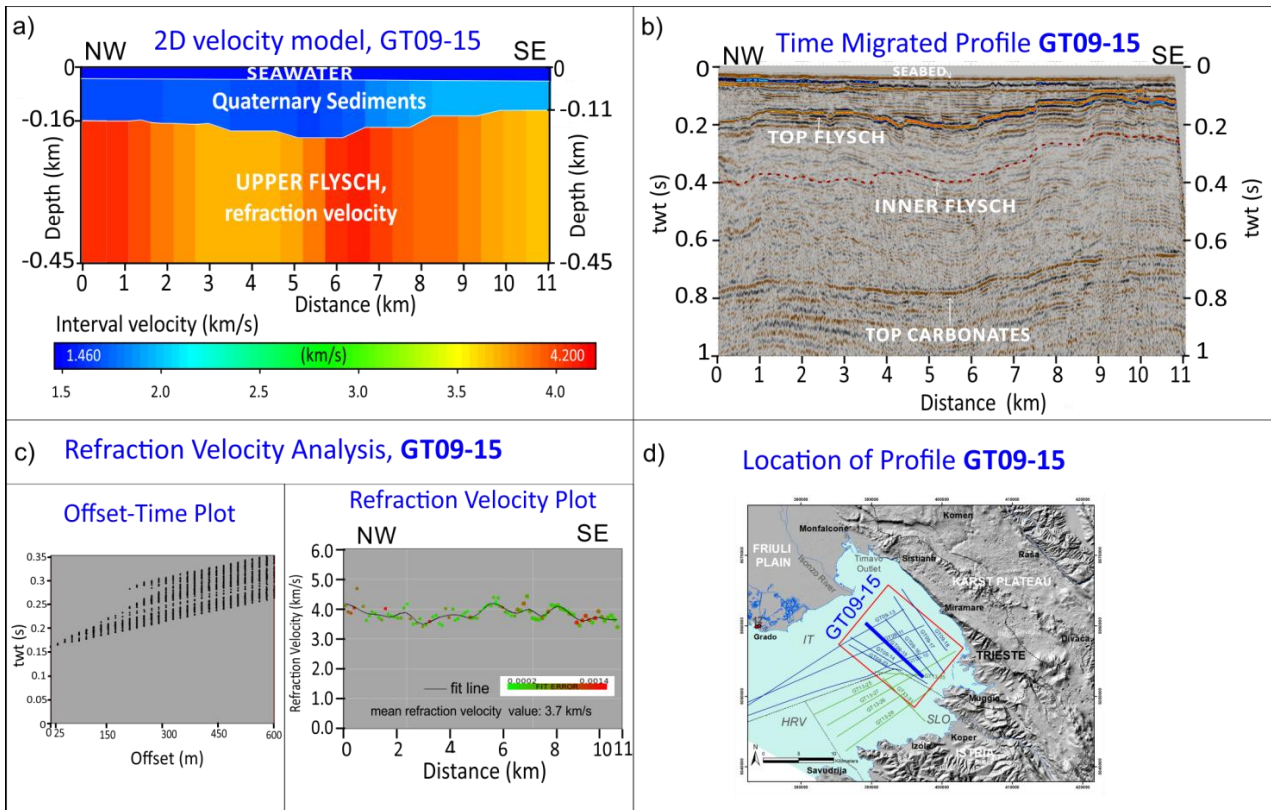 a)
2D velocity model, GT09-15
NW
SE
0
SEAWATER
0
Quaternary Sediments
-0.16
-0.11
Depth (km)
Depth (km)
UPPER FLYSCH,
refraction velocity
-0.45
-0.45
0 1 2 3 4 5 6 7 8 9 10 11
Distance (km)
Interval velocity (km/s)
1.460
(km/s)
4.200
1.5 2.0 2.5 3.0 3.5 4.0
b)
NW
Time Migrated Profile GT09-15
SE
0
SEABED
0
0.2
TOP FLYSCH
0.2
0.4
INNER FLYSCH
0.4
twt (s)
twt (s)
0.6
0.6
0.8
TOP CARBONATES
0.8
1
1
0 1 2 3 4 5 6 7 8 9 10 11
Distance (km)
c)
Refraction Velocity Analysis, GT09-15
Offset-Time Plot
0.35
0.3
0.25
0.2
0.15
0.1
0.05
0
twt (s)
0 25 150 300 450 600
Offset (m)
Refraction Velocity Plot
NW
SE
6.0
5.0
4.0
3.4
2.0
1.0
0.0
Refraction Velocity (km/s)
0.0002
FIT ERROR
0.0014
fit line
mean refraction velocity value: 3.7 km/s
0 2 4 6 8 10 11
Distance (km)
d)
Location of Profile GT09-15
Komen
Monfalcone
FRIULI
PLAIN
Isonzo River
Timavo
Outlet
Sistiana
Raša
KARST PLATEAU
GT09-15
Miramare
Grado
IT
Divača
TRIESTE
Muggia
HRV
SLO
Koper
Izola
ISTRIA
Savudrija
N
Kilometers